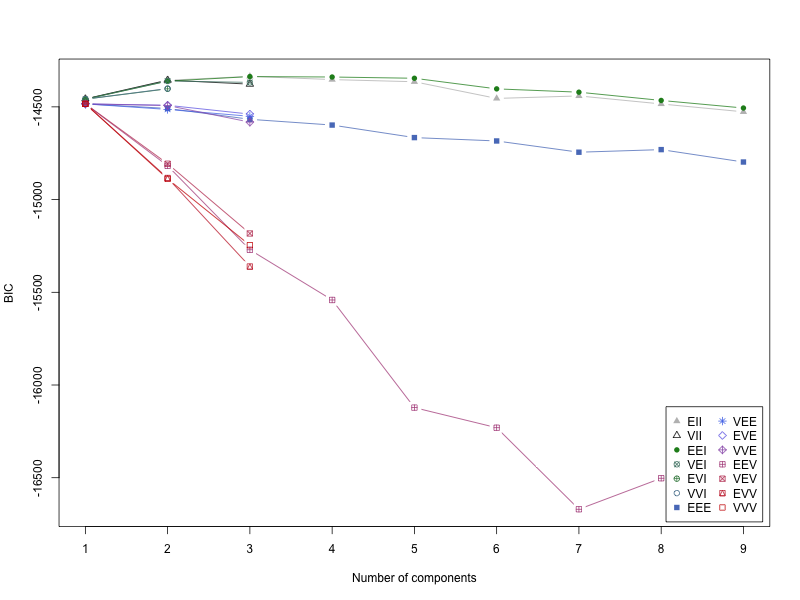 -14500
-15000
-15500
-16000
-16500
BIC
1 2 3 4 5 6 7 8 9
Number of components
EII VEE
VII EVE
EEI VVE
VEI EEV
EVI VEV
VVI EVV
EEE VVV